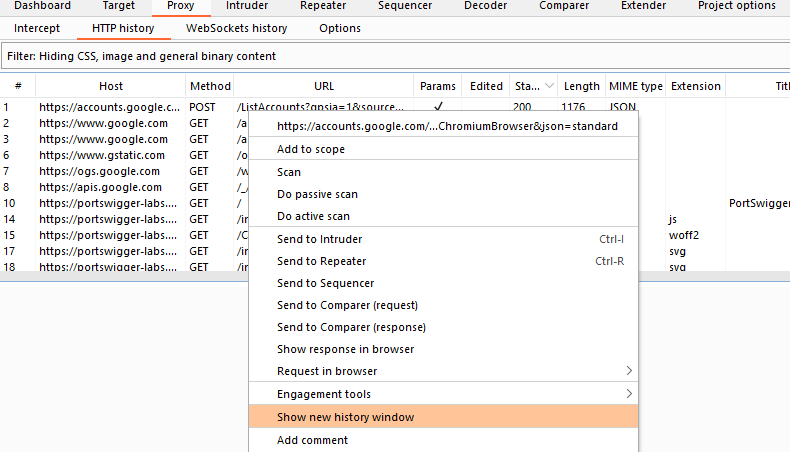 Dashboard Target Proxy Intruder Repeater Sequencer Decoder Comparer Extender Project options
Intercept HTTP history WebSockets history Options
Filter: Hiding CSS, image and general binary content
# Host Method URL Params Edited Sta... Length MIME type Extension Titl
1 https://accounts.google.c... POST /ListAccounts?gpsia=1&source... ✓ 200 1176 JSON
2 https://www.google.com GET /a
3 https://www.google.com GET /a
6 https://www.gstatic.com GET /o
7 https://ogs.google.com GET /w
8 https://apis.google.com GET /_/
10 https://portswigger-labs.... GET / PortSwigger
14 https://portswigger-labs.... GET /in js
15 https://portswigger-labs.... GET /C woff2
17 https://portswigger-labs.... GET /in svg
18 https://portswigger-labs.... GET /in svg
https://accounts.google.com/...ChromiumBrowser&json=standard
Add to scope
Scan
Do passive scan
Do active scan
Send to Intruder Ctrl-I
Send to Repeater Ctrl-R
Send to Sequencer
Send to Comparer (request)
Send to Comparer (response)
Show response in browser
Request in browser
Engagement tools
Show new history window
Add comment